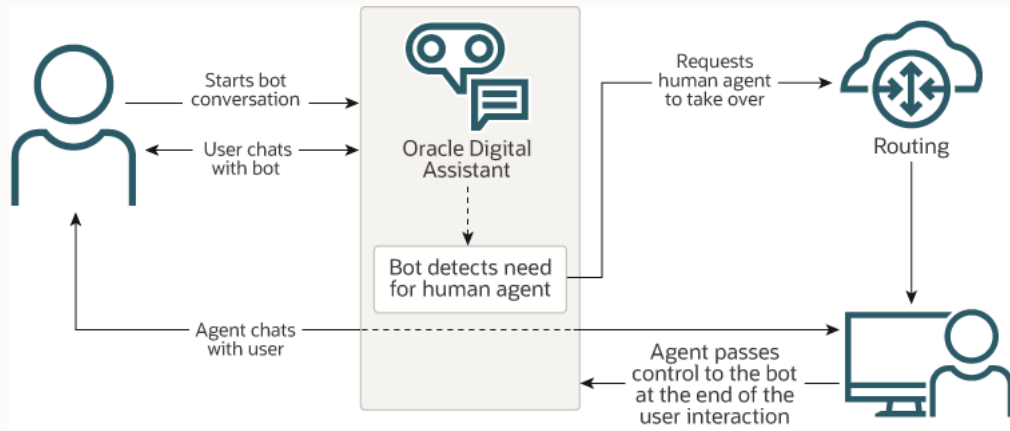 Starts bot
conversation
User chats
with bot
Oracle Digital
Assistant
Bot detects need
for human agent
Requests
human agent
to take over
Routing
Agent chats
with user
Agent passes
control to the bot
at the end of the
user interaction